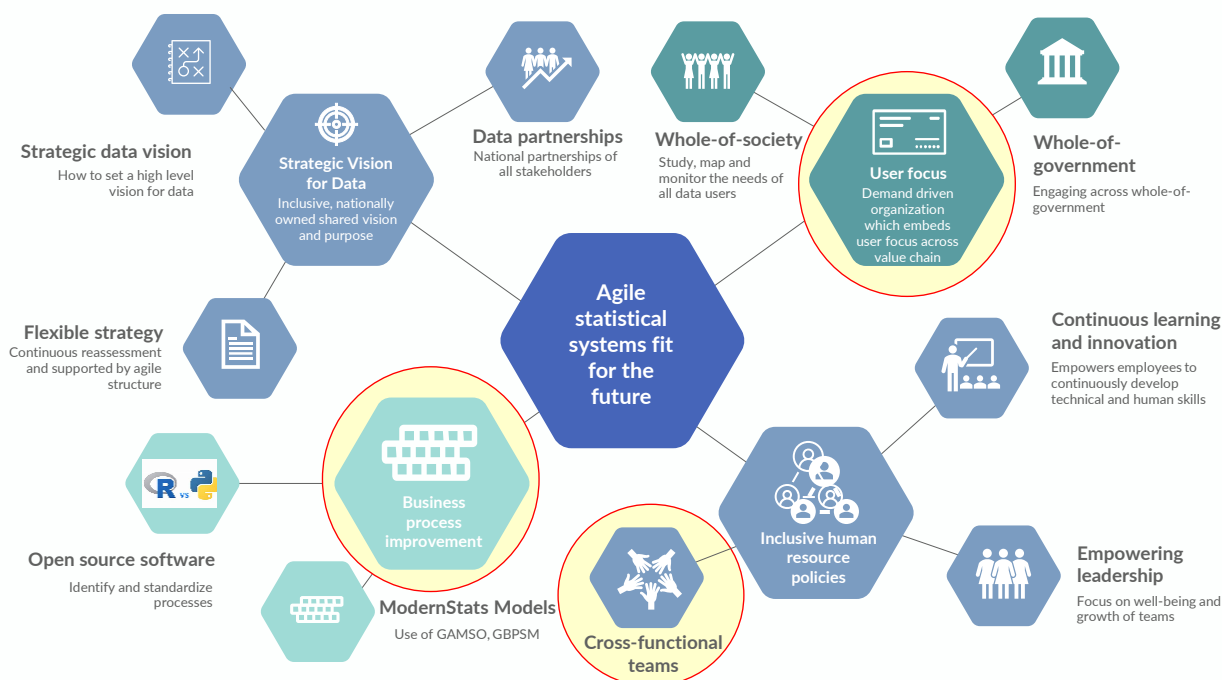 Strategic data vision
How to set a high level
vision for data
Strategic Vision
for Data
Inclusive, nationally
owned shared vision
and purpose
Data partnerships
National partnerships of
all stakeholders
Whole-of-society
Study, map and
monitor the needs of
all data users
User focus
Demand driven
organization
which embeds
user focus across
value chain
Whole-of-
government
Engaging across whole-of-
government
Agile
statistical
systems fit
for the
future
Flexible strategy
Continuous reassessment
and supported by agile
structure
Continuous learning
and innovation
Empowers employees to
continuously develop
technical and human skills
R vs
Business
process
improvement
Open source software
Identify and standardize
processes
ModernStats Models
Use of GAMSO, GBPSM
Cross-functional
teams
Inclusive human
resource
policies
Empowering
leadership
Focus on well-being and
growth of teams